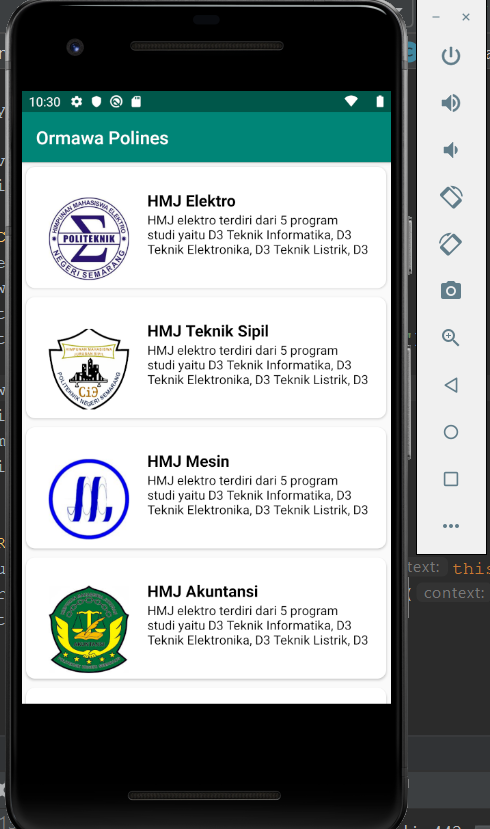 10:30
Ormawa Polines
HMJ Elektro
HMJ elektro terdiri dari 5 program
studi yaitu D3 Teknik Informatika, D3
Teknik Elektronika, D3 Teknik Listrik, D3
HIMPUNAN MAHASISWA ELEKTRO
POLITEKNIK
NEGERI SEMARANG
HMJ Teknik Sipil
HMJ elektro terdiri dari 5 program
studi yaitu D3 Teknik Informatika, D3
Teknik Elektronika, D3 Teknik Listrik, D3
POLITEKNIK NEGERI SEMARANG
HMJ Mesin
HMJ elektro terdiri dari 5 program
studi yaitu D3 Teknik Informatika, D3
Teknik Elektronika, D3 Teknik Listrik, D3
HMJ Akuntansi
HMJ elektro terdiri dari 5 program
studi yaitu D3 Teknik Informatika, D3
Teknik Elektronika, D3 Teknik Listrik, D3
text: this
( context: